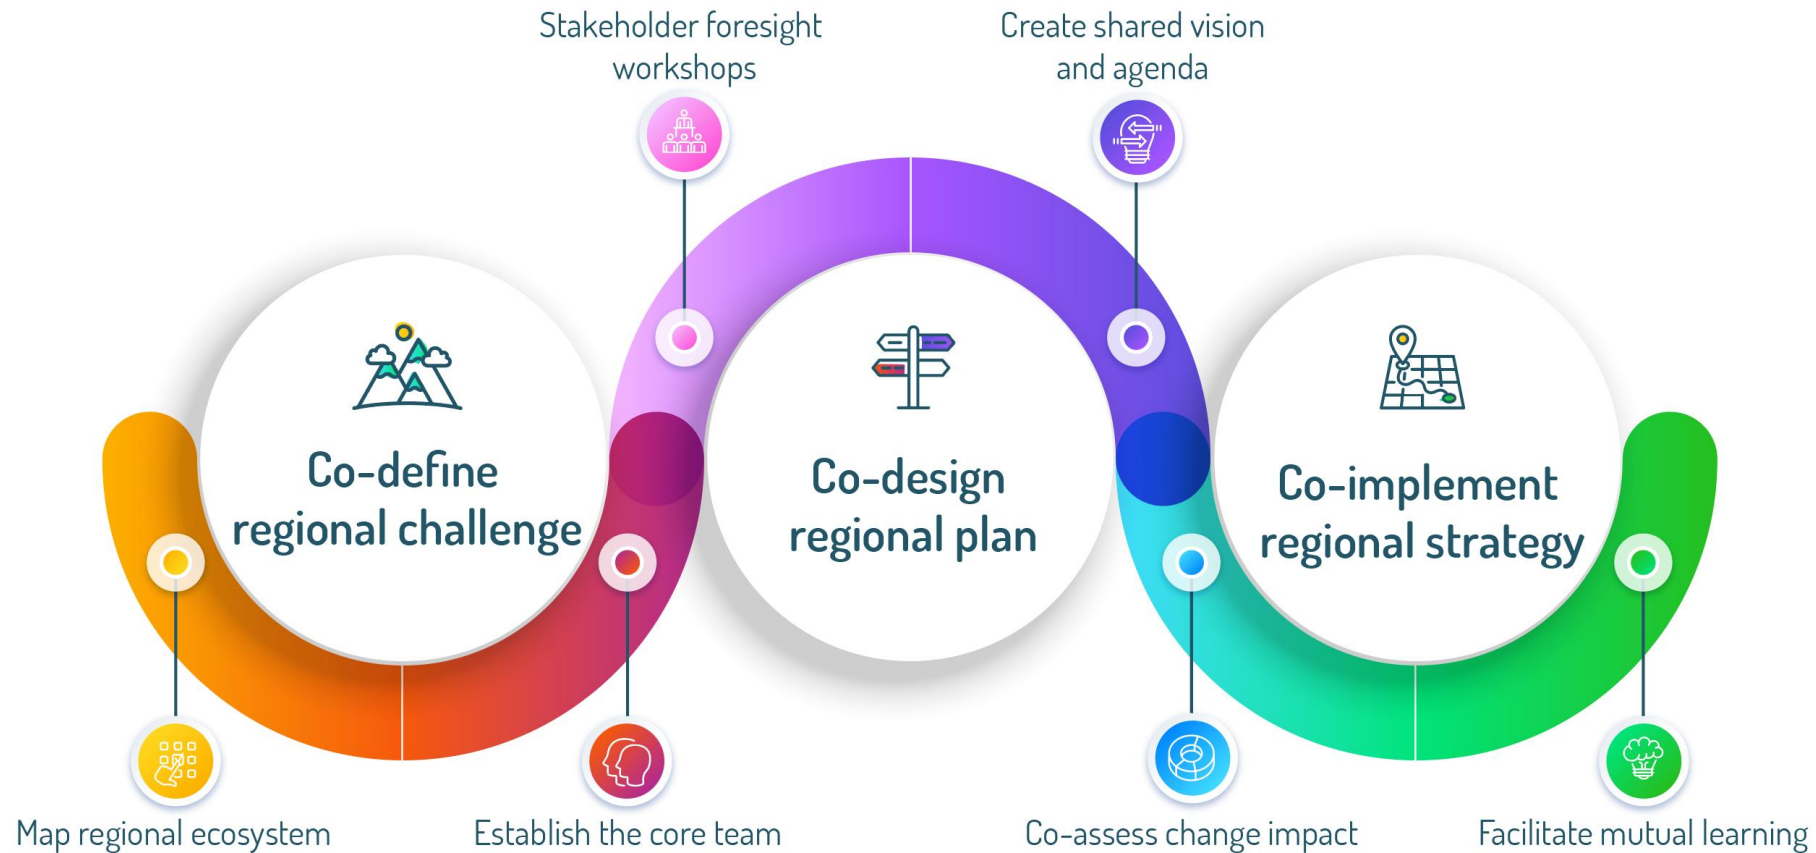 Stakeholder foresight
workshops
Create shared vision
and agenda
Co-define
regional challenge
Co-design
regional plan
Co-implement
regional strategy
Map regional ecosystem
Establish the core team
Co-assess change impact
Facilitate mutual learning